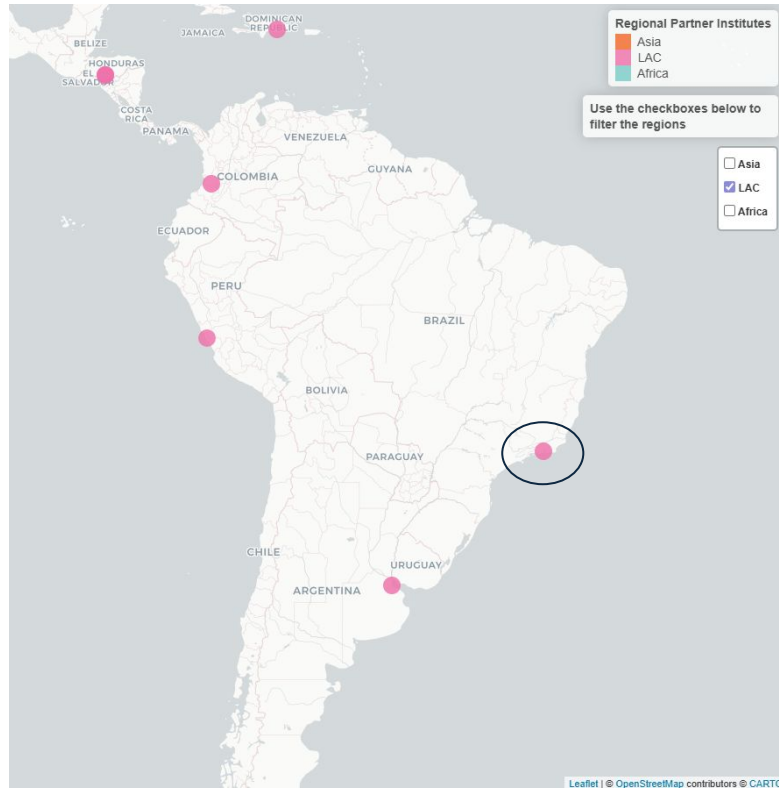 DOMINICAN
REPUBLIC
JAMAICA
BELIZE
HONDURAS
EL
SALVADOR
COSTA
RICA
PANAMA
VENEZUELA
GUYANA
COLOMBIA
ECUADOR
PERU
BRAZIL
BOLIVIA
PARAGUAY
CHILE
URUGUAY
ARGENTINA
Regional Partner Institutes
Asia
LAC
Africa
Use the checkboxes below to
filter the regions
Asia
LAC
Africa
Leaflet | © OpenStreetMap contributors © CARTO